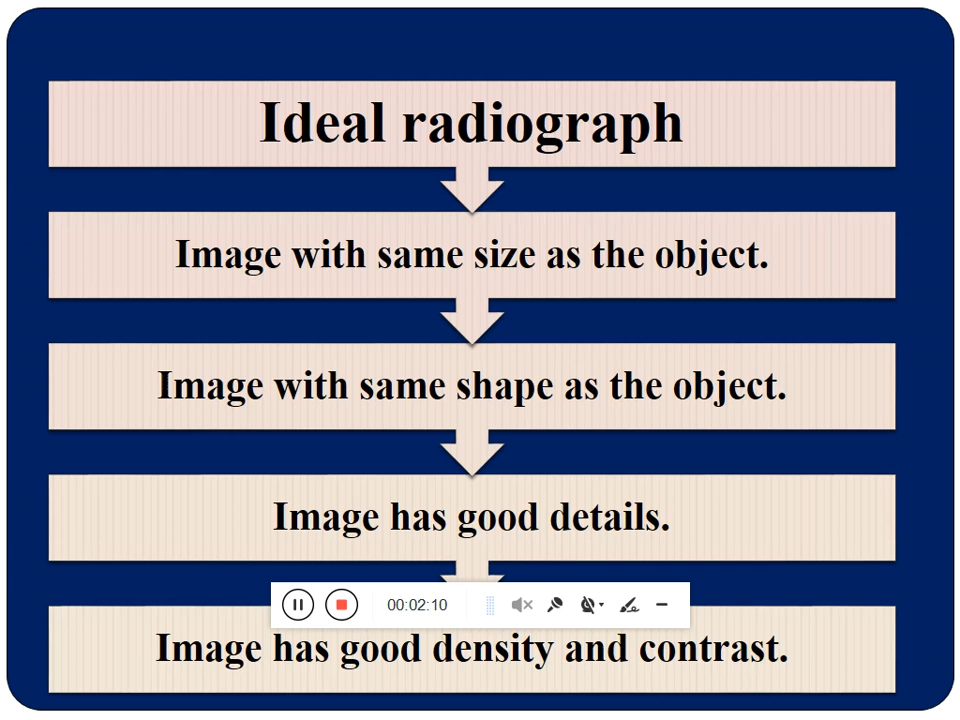 Ideal radiograph
Image with same size as the object.
Image with same shape as the object.
Image has good details.
00:02:10
Image has good density and contrast.